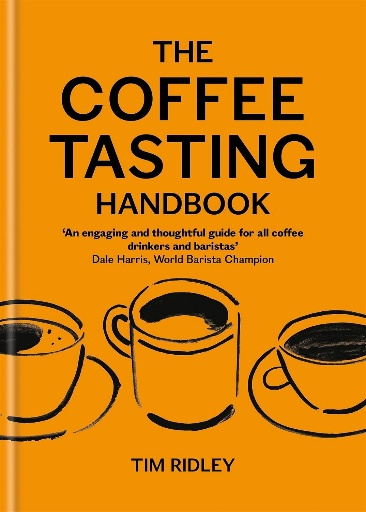 THE
COFFEE
TASTING
HANDBOOK
‘An engaging and thoughtful guide for all coffee
drinkers and baristas’
Dale Harris, World Barista Champion
TIM RIDLEY